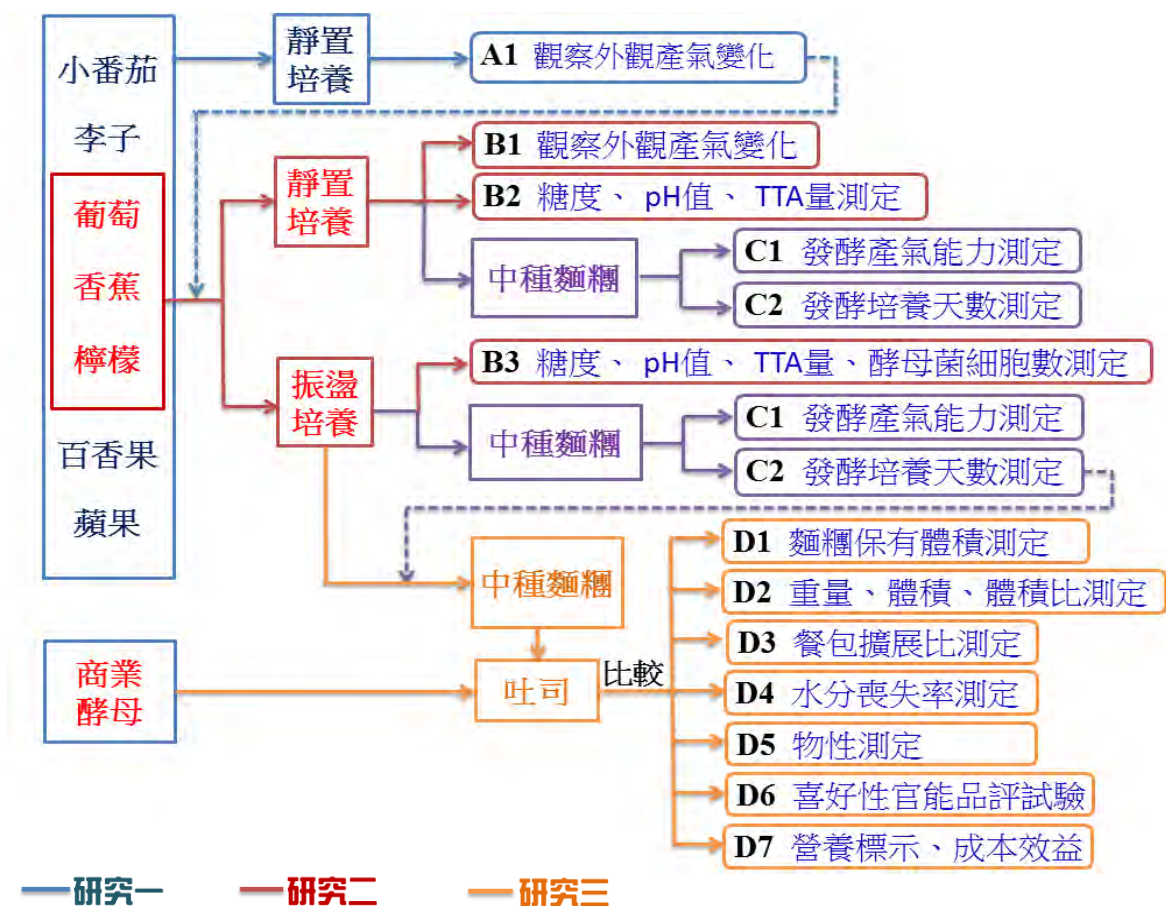 小番茄
李子
葡萄
香蕉
檸檬
百香果
蘋果
靜置
培養
A1 觀察外觀產氣變化
靜置
培養
B1 觀察外觀產氣變化
B2 糖度、 pH值、 TTA量測定
中種麵糰
C1 發酵產氣能力測定
C2 發酵培養天數測定
振盪
培養
B3 糖度、 pH值、 TTA量、酵母菌細胞數測定
中種麵糰
C1 發酵產氣能力測定
C2 發酵培養天數測定
中種麵糰
商業
酵母
吐司
比較
D1 麵糰保有體積測定
D2 重量、體積、體積比測定
D3 餐包擴展比測定
D4 水分喪失率測定
D5 物性測定
D6 喜好性官能品評試驗
D7 營養標示、成本效益
研究一
研究二
研究三